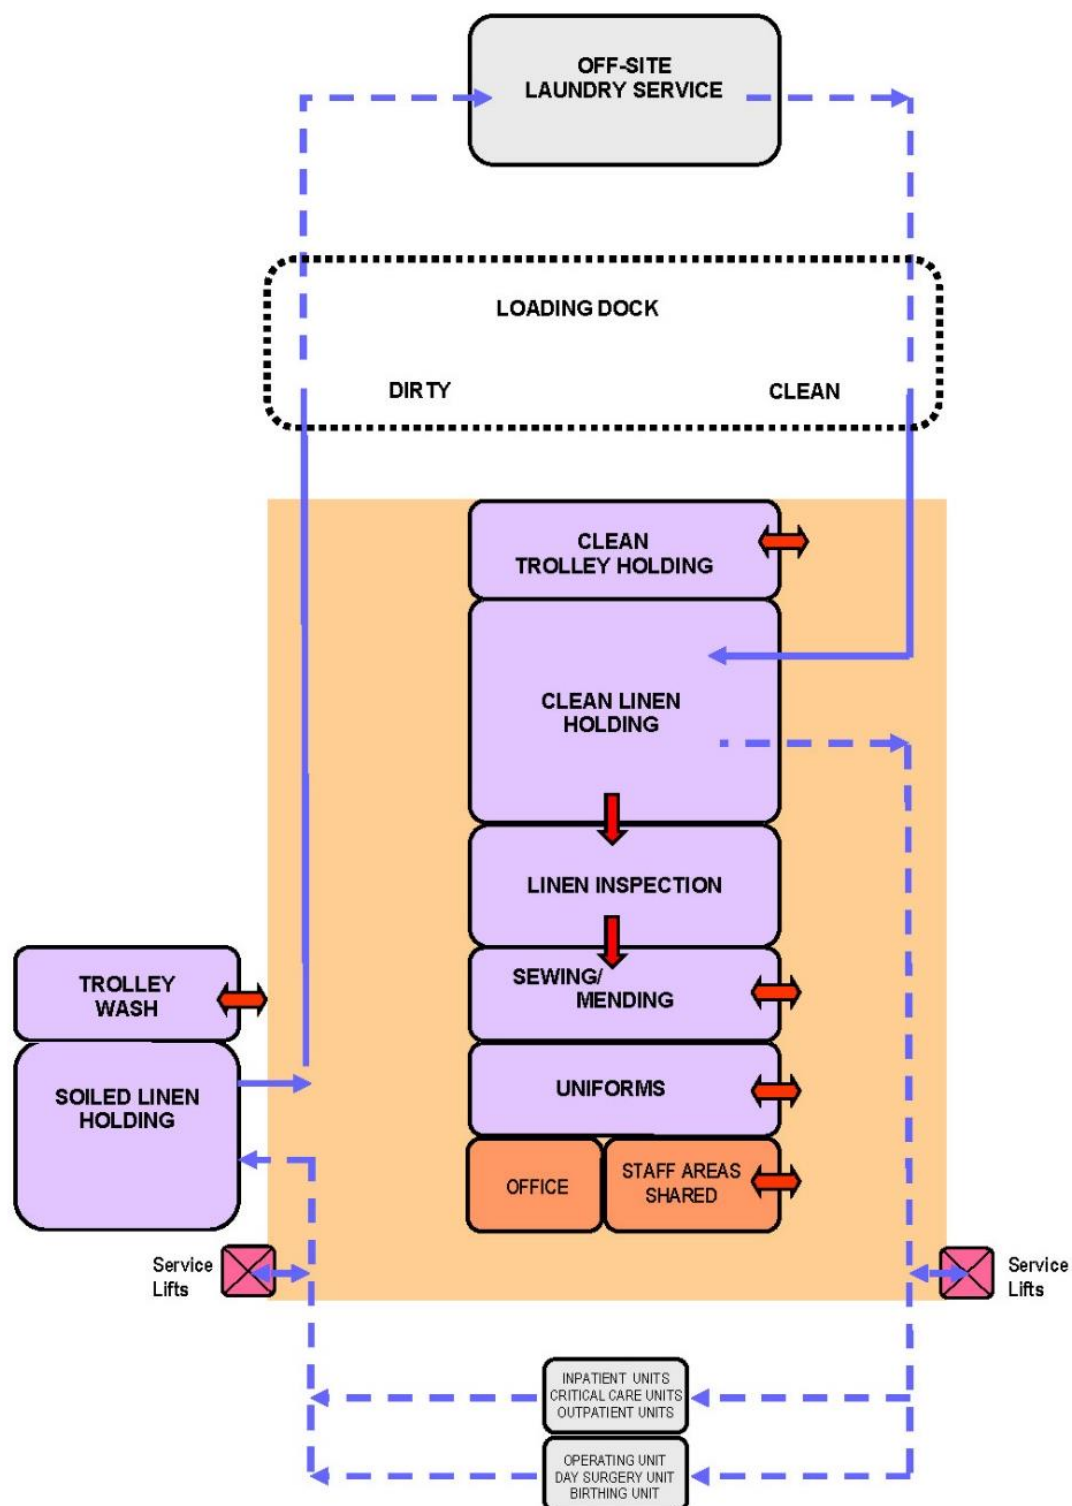 OFF-SITE
LAUNDRY SERVICE
LOADING DOCK
DIRTY
CLEAN
CLEAN
TROLLEY HOLDING
CLEAN LINEN
HOLDING
LINEN INSPECTION
TROLLEY
WASH
SEWING/
MENDING
SOILED LINEN
HOLDING
UNIFORMS
OFFICE
STAFF AREAS
SHARED
Service
Lifts
Service
Lifts
INPATIENT UNITS
CRITICAL CARE UNITS
OUTPATIENT UNITS
OPERATING UNIT
DAY SURGERY UNIT
BIRTHING UNIT